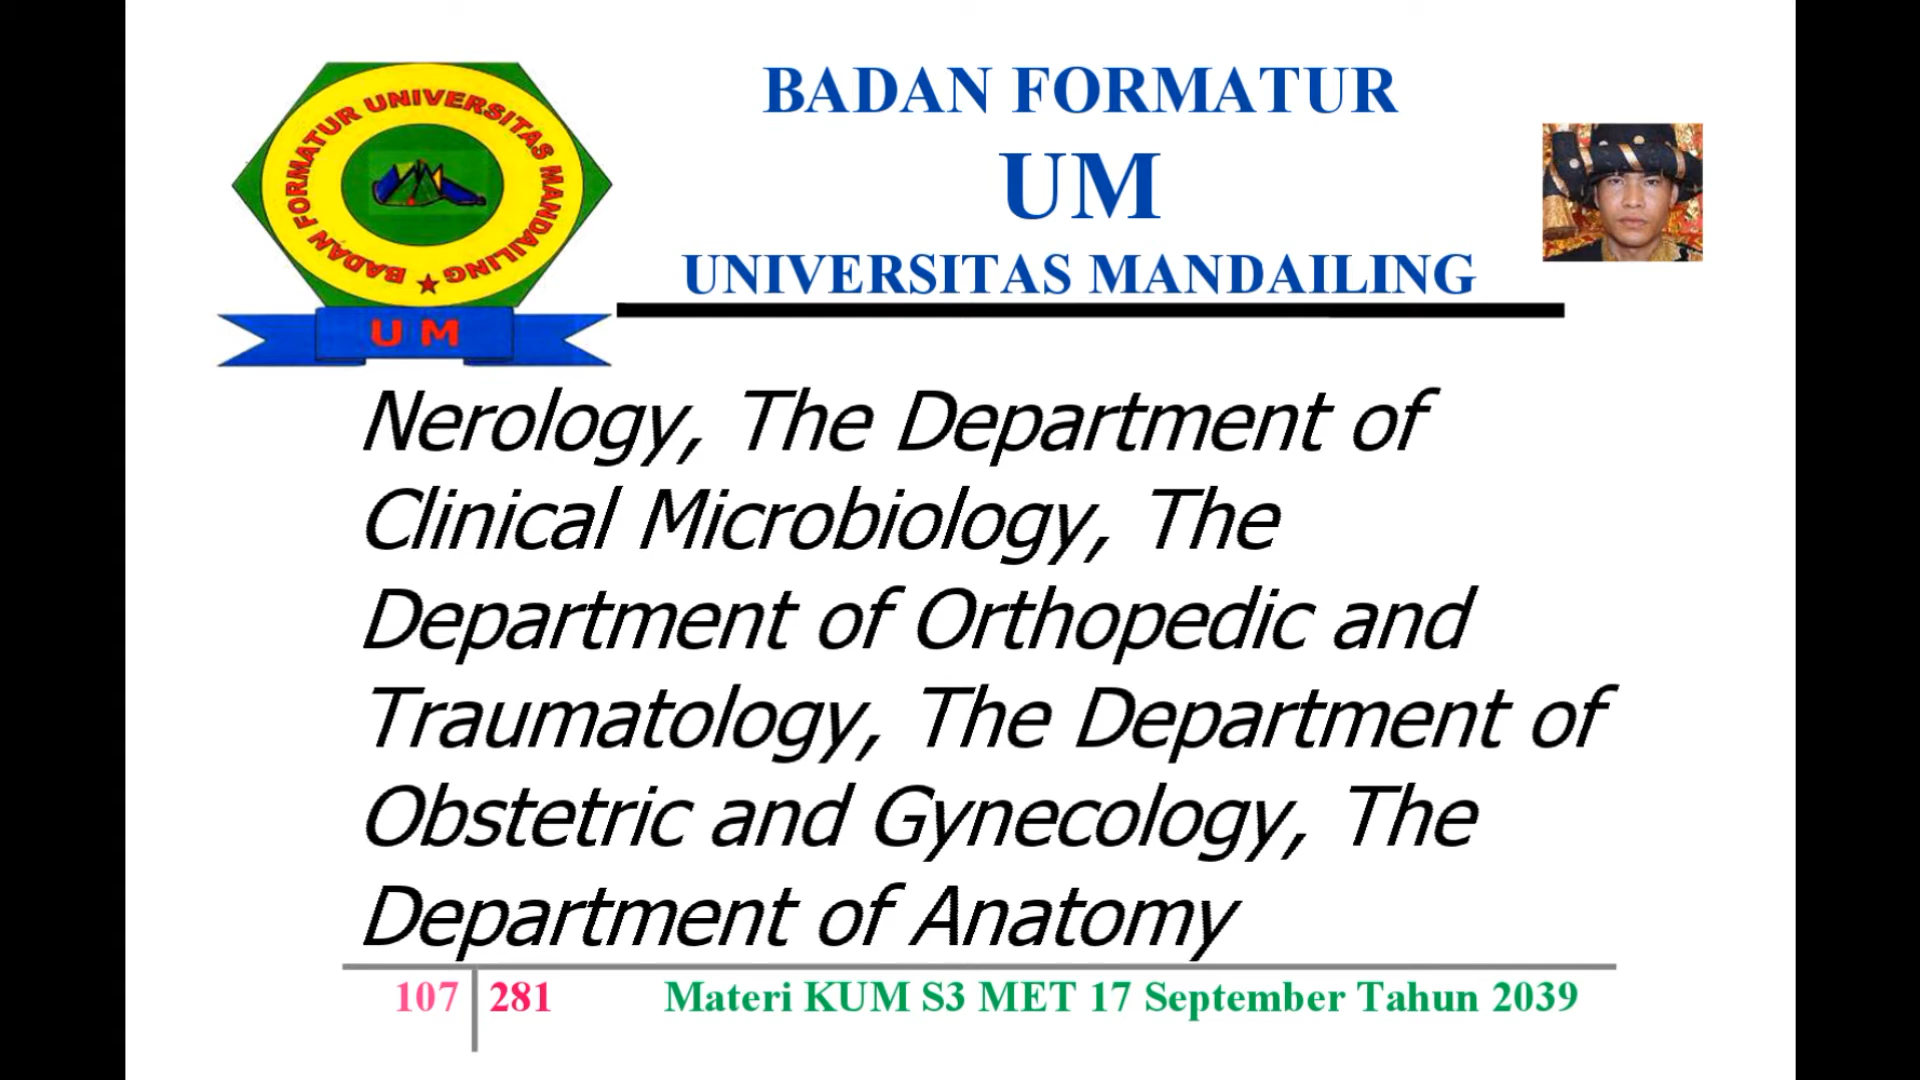 BADAN FORMATUR UNIVERSITAS MANDAILING
U M
BADAN FORMATUR
UM
UNIVERSITAS MANDAILING
Nerology, The Department of
Clinical Microbiology, The
Department of Orthopedic and
Traumatology, The Department of
Obstetric and Gynecology, The
Department of Anatomy
107 281 Materi KUM S3 MET 17 September Tahun 2039